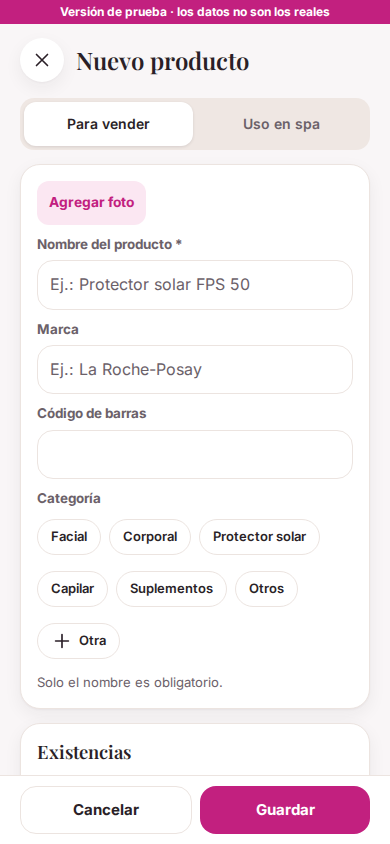 Versión de prueba · los datos no son los reales
Nuevo producto
Para vender
Uso en spa
Agregar foto
Nombre del producto *
Ej.: Protector solar FPS 50
Marca
Ej.: La Roche-Posay
Código de barras
Categoría
Facial
Corporal
Protector solar
Capilar
Suplementos
Otros
Otra
Solo el nombre es obligatorio.
Existencias
Cancelar
Guardar